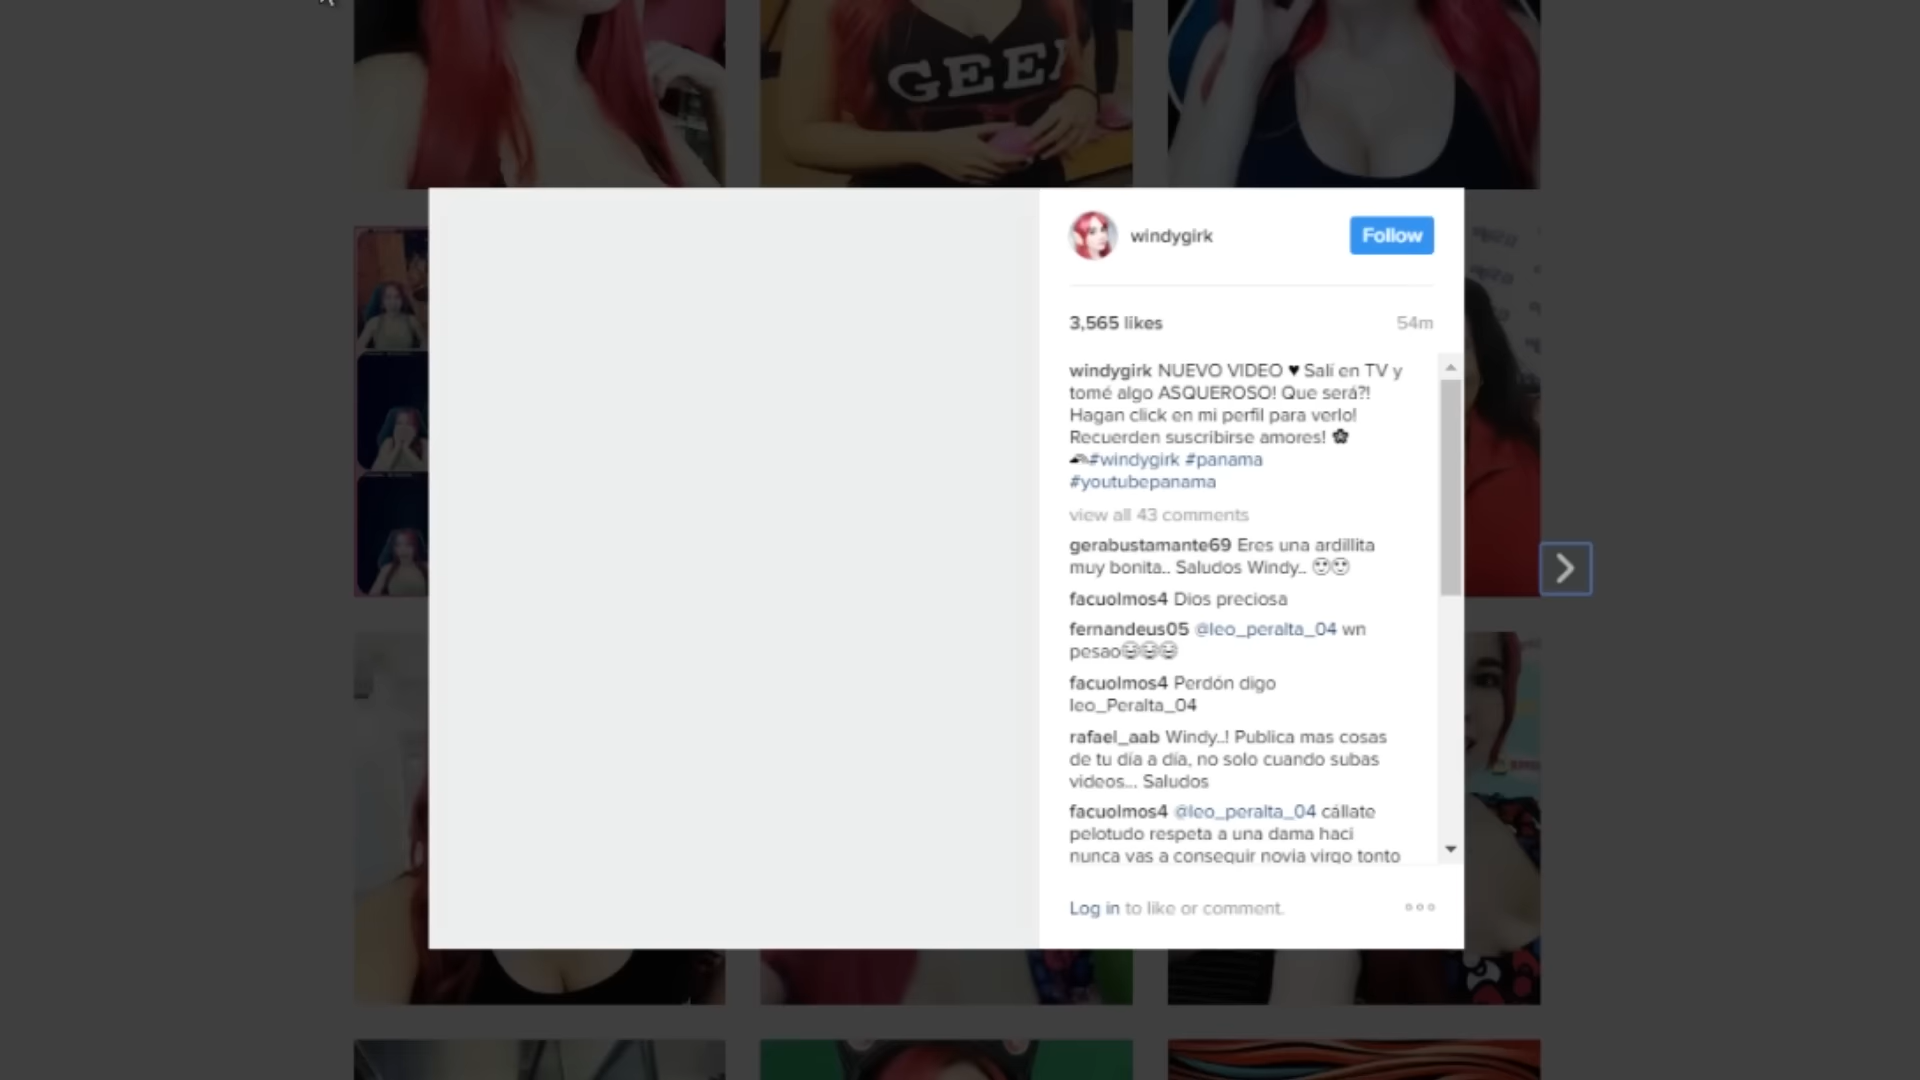 GEE
windygirk
Follow
3,565 likes
54m
windygirk NUEVO VIDEO ♥ Salí en TV y
tomé algo ASQUEROSO! Que será?!
Hagan click en mi perfil para verlo!
Recuerden suscribirse amores!
#windygirk #panama
#youtubepanama
view all 43 comments
gerabustamante69 Eres una ardillita
muy bonita.. Saludos Windy..
facuolmos4 Dios preciosa
fernandeus05 @leo_peralta_04 wn
pesao
facuolmos4 Perdón digo
leo_Peralta_04
rafael_aab Windy..! Publica mas cosas
de tu día a día, no solo cuando subas
videos... Saludos
facuolmos4 @leo_peralta_04 cállate
pelotudo respeta a una dama haci
nunca vas a conseguir novia virgo tonto
Log in to like or comment.